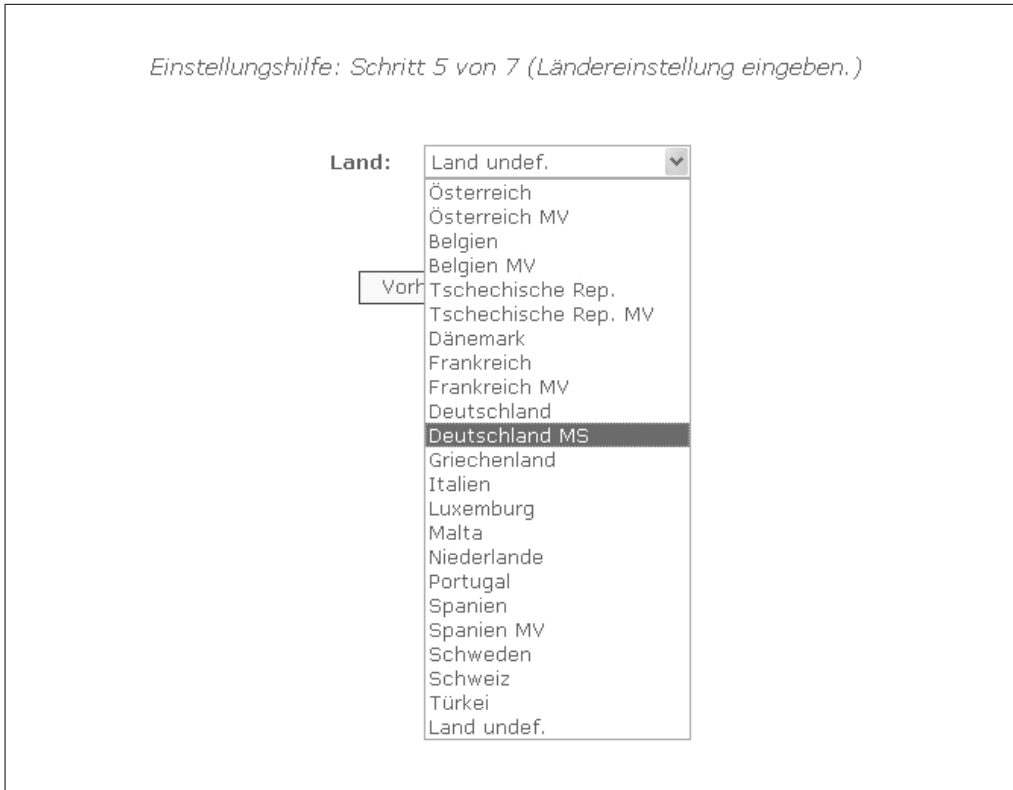 Einstellungshilfe: Schritt 5 von 7 (Ländereinstellung eingeben.)
Land: Land undef.
Österreich
Österreich MV
Belgien
Belgien MV
Tschechische Rep.
Tschechische Rep. MV
Dänemark
Frankreich
Frankreich MV
Deutschland
Deutschland MS
Griechenland
Italien
Luxemburg
Malta
Niederlande
Portugal
Spanien
Spanien MV
Schweden
Schweiz
Türkei
Land undef.